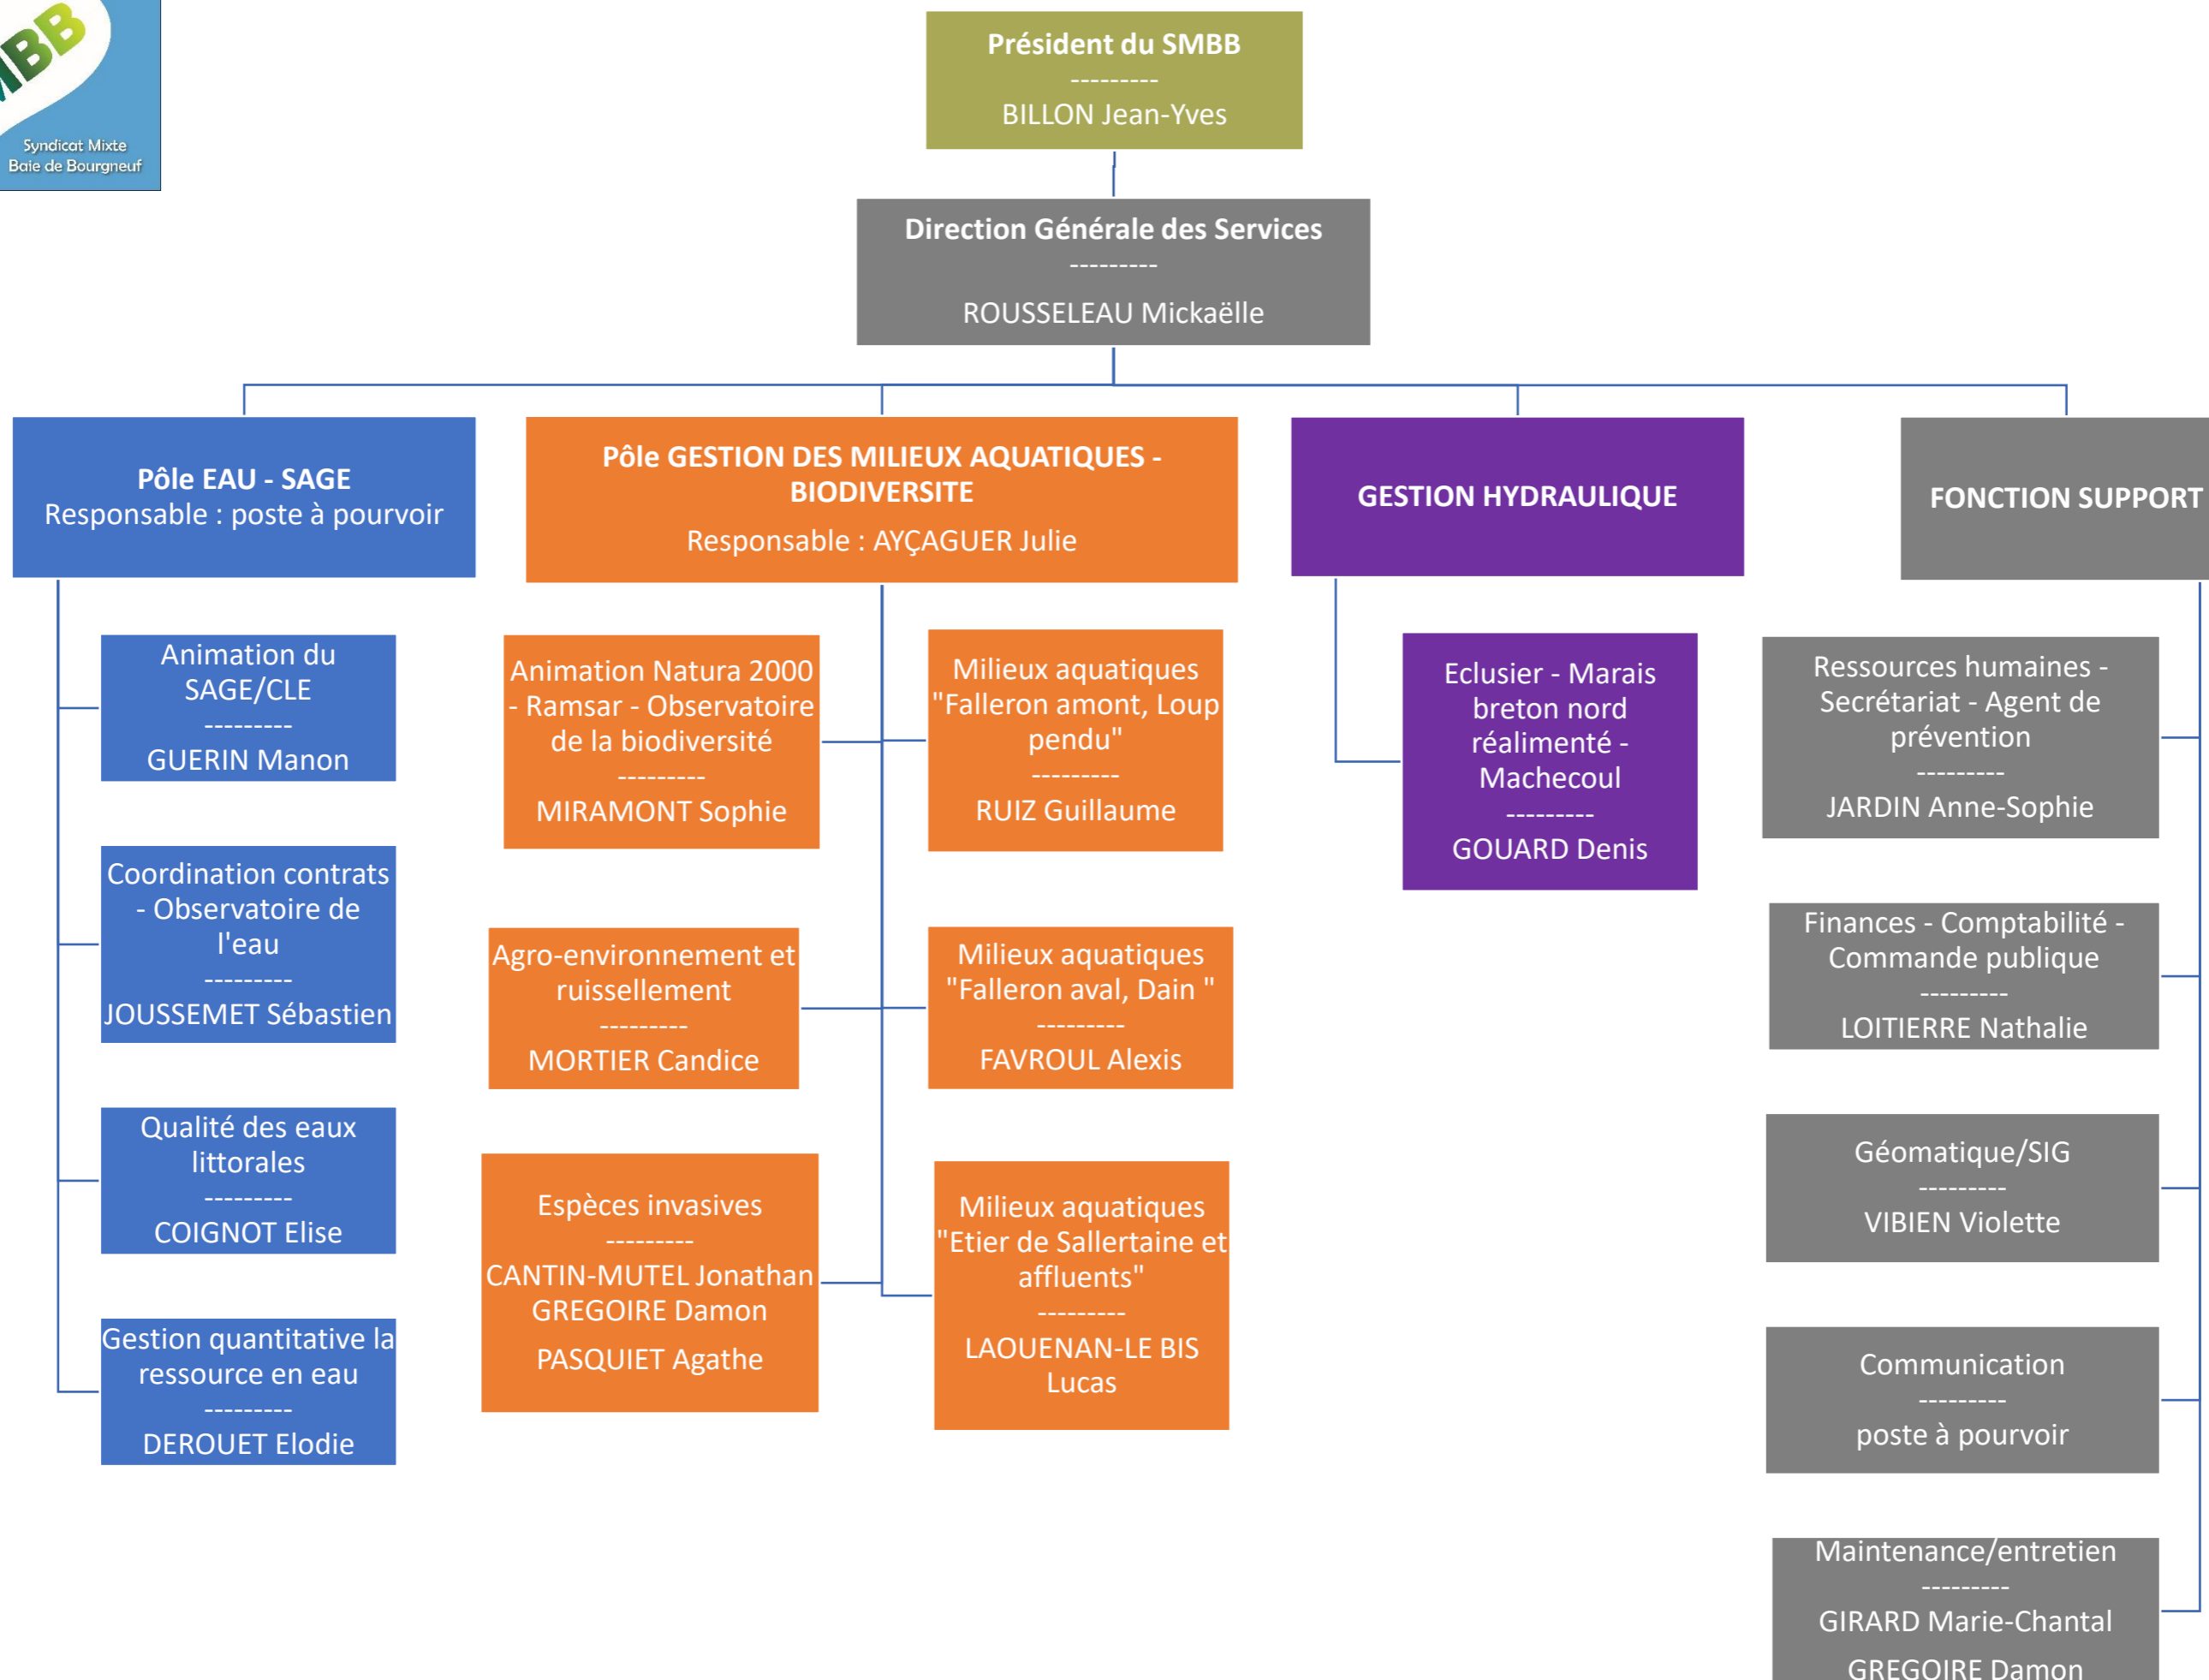 MBB
Syndicat Mixte
Baie de Bourgneuf
Président du SMBB
---------
BILLON Jean-Yves
Direction Générale des Services
---------
ROUSSELEAU Mickaëlle
Pôle EAU - SAGE
Responsable : poste à pourvoir
Animation du
SAGE/CLE
---------
GUERIN Manon
Coordination contrats
- Observatoire de
l'eau
---------
JOUSSEMET Sébastien
Qualité des eaux
littorales
---------
COIGNOT Elise
Gestion quantitative la
ressource en eau
---------
DEROUET Elodie
Pôle GESTION DES MILIEUX AQUATIQUES -
BIODIVERSITE
Responsable : AYÇAGUER Julie
Animation Natura 2000
- Ramsar - Observatoire
de la biodiversité
---------
MIRAMONT Sophie
Milieux aquatiques
"Falleron amont, Loup
pendu"
---------
RUIZ Guillaume
Agro-environnement et
ruissellement
---------
MORTIER Candice
Milieux aquatiques
"Falleron aval, Dain "
---------
FAVROUL Alexis
Espèces invasives
---------
CANTIN-MUTEL Jonathan
GREGOIRE Damon
PASQUIET Agathe
Milieux aquatiques
"Etier de Sallertaine et
affluents"
---------
LAOUENAN-LE BIS
Lucas
GESTION HYDRAULIQUE
Eclusier - Marais
breton nord
réalimenté -
Machecoul
---------
GOUARD Denis
FONCTION SUPPORT
Ressources humaines -
Secrétariat - Agent de
prévention
---------
JARDIN Anne-Sophie
Finances - Comptabilité -
Commande publique
---------
LOITIERRE Nathalie
Géomatique/SIG
---------
VIBIEN Violette
Communication
---------
poste à pourvoir
Maintenance/entretien
---------
GIRARD Marie-Chantal
GREGOIRE Damon